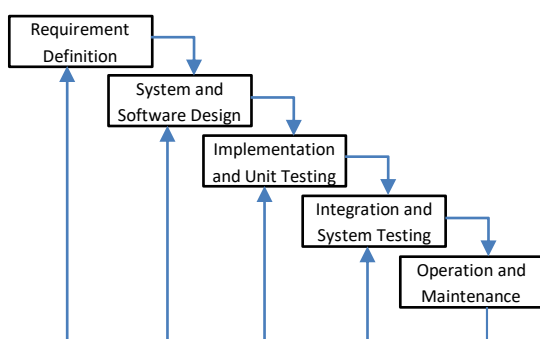 Requirement
Definition
System and
Software Design
Implementation
and Unit Testing
Integration and
System Testing
Operation and
Maintenance